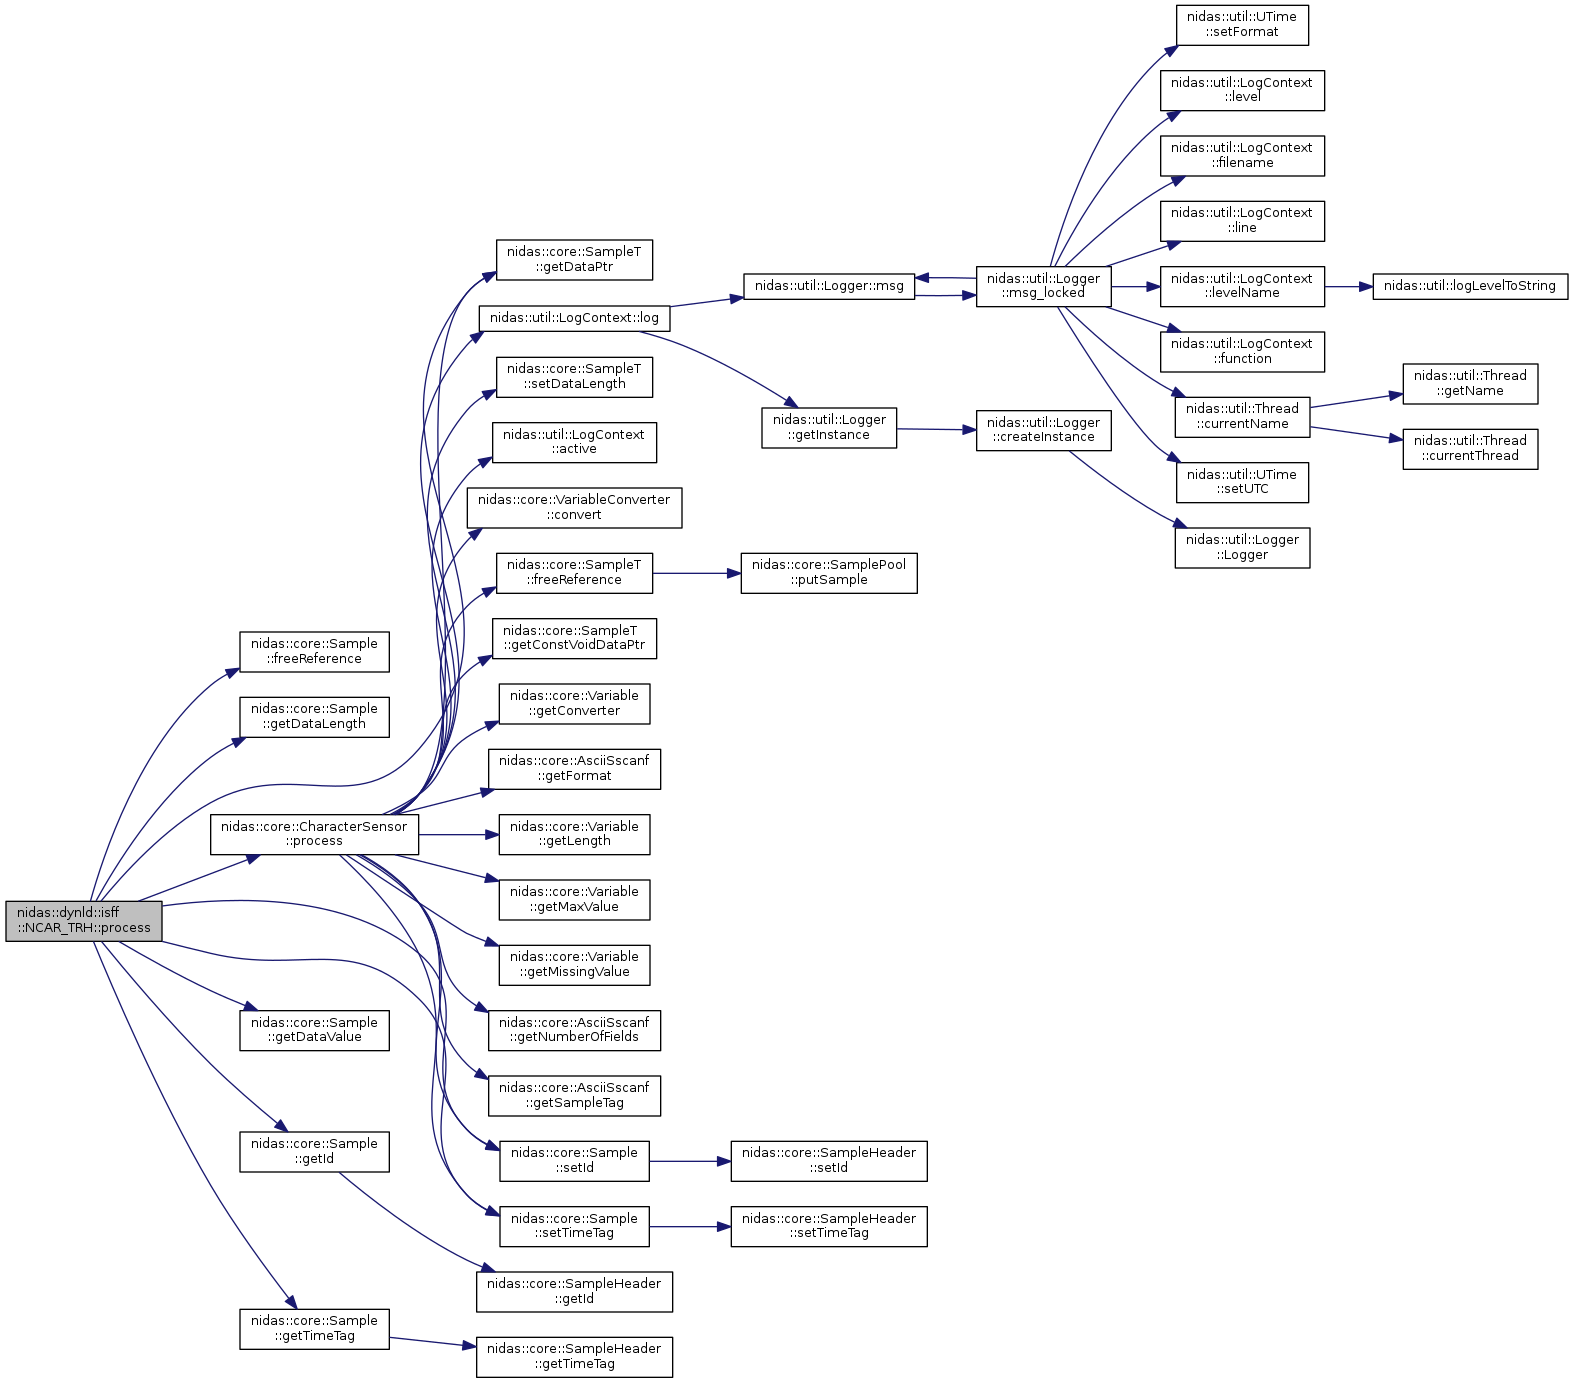 nidas::util::UTime
::setFormat
nidas::util::LogContext
::level
nidas::util::LogContext
::filename
nidas::util::LogContext
::line
nidas::core::SampleT
::getDataPtr
nidas::util::Logger::msg
nidas::util::Logger
::msg_locked
nidas::util::LogContext
::levelName
nidas::util::logLevelToString
nidas::util::LogContext::log
nidas::util::LogContext
::function
nidas::core::SampleT
::setDataLength
nidas::util::Thread
::getName
nidas::util::Logger
::getInstance
nidas::util::Logger
::createInstance
nidas::util::Thread
::currentName
nidas::util::LogContext
::active
nidas::util::Thread
::currentThread
nidas::util::UTime
::setUTC
nidas::core::VariableConverter
::convert
nidas::util::Logger
::Logger
nidas::core::SampleT
::freeReference
nidas::core::SamplePool
::putSample
nidas::core::Sample
::freeReference
nidas::core::SampleT
::getConstVoidDataPtr
nidas::core::Sample
::getDataLength
nidas::core::Variable
::getConverter
nidas::core::AsciiSscanf
::getFormat
nidas::core::CharacterSensor
::process
nidas::core::Variable
::getLength
nidas::core::Variable
::getMaxValue
nidas::dynld::isff
::NCAR_TRH::process
nidas::core::Variable
::getMissingValue
nidas::core::Sample
::getDataValue
nidas::core::AsciiSscanf
::getNumberOfFields
nidas::core::AsciiSscanf
::getSampleTag
nidas::core::Sample
::getId
nidas::core::Sample
::setId
nidas::core::SampleHeader
::setId
nidas::core::Sample
::setTimeTag
nidas::core::SampleHeader
::setTimeTag
nidas::core::SampleHeader
::getId
nidas::core::Sample
::getTimeTag
nidas::core::SampleHeader
::getTimeTag